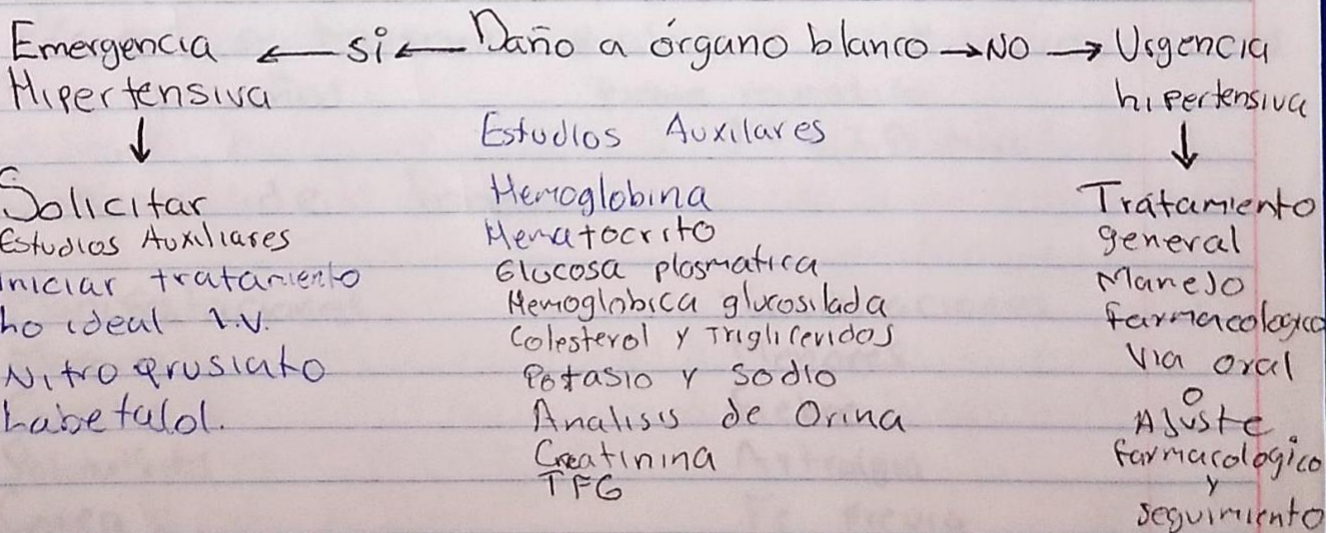 Emergencia ← si ← Daño a órgano blanco → NO → Urgencia
Hipertensiva
hipertensiva
↓
Solicitar
Estudios Auxiliares
Iniciar tratamiento
Lo ideal I.V.
Nitroprusiato
Labetalol.
Estudios Auxilares
Hemoglobina
Hematocrito
Glucosa plasmatica
Hemoglobica glucosilada
Colesterol y Trigliceridos
Potasio y Sodio
Analisis de Orina
Creatinina
TFG
↓
Tratamiento
general
Manejo
farmacologico
Via oral
O
Ajuste
farmacologico
y
seguimiento